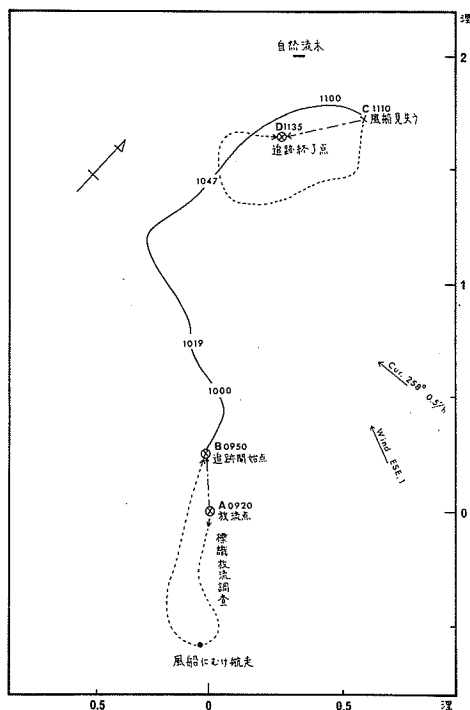 浬
自然流木
2
1100
C 1110
風船見失う
D1135
追跡終了点
1047
1
1019
Cur. 258° 0.5'/h
1000
Wind ESE, 1
B 0950
追跡開始点
A 0920
放流点
0
標識放流調査
風船にむけ航走
0.5
0
0.5
浬